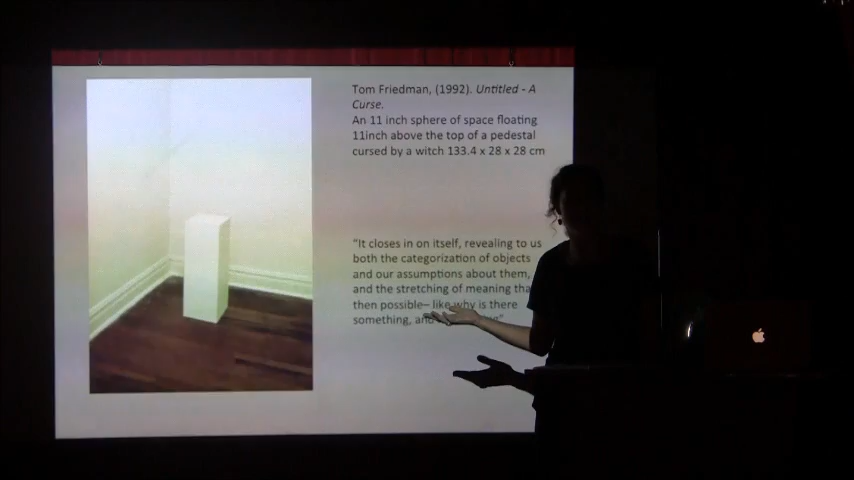 Tom Friedman, (1992). Untitled - A
Curse.
An 11 inch sphere of space floating
11inch above the top of a pedestal
cursed by a witch 133.4 x 28 x 28 cm
“It closes in on itself, revealing to us
both the categorization of objects
and our assumptions about them,
and the stretching of meaning
then possible– like why is there
something, and